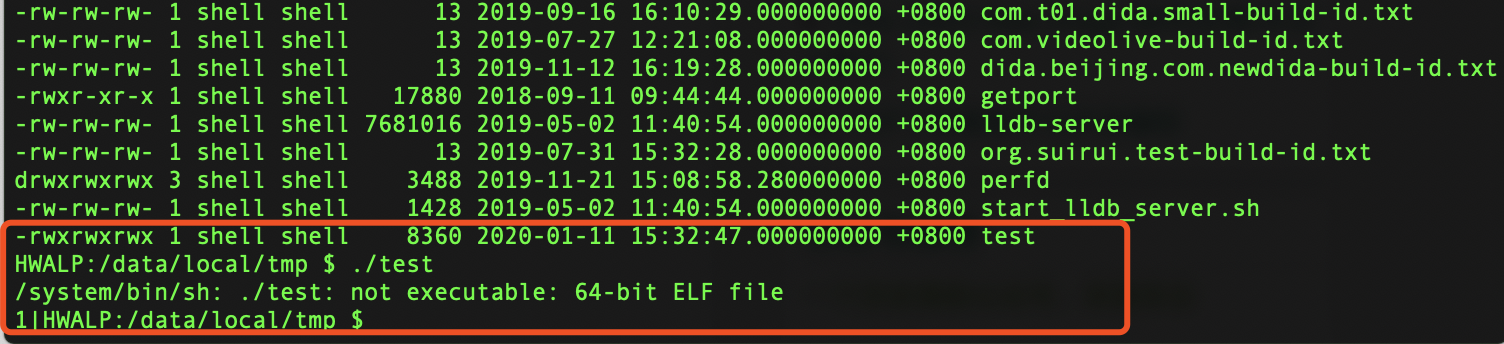 -rw-rw-rw- 1 shell shell      13 2019-09-16 16:10:29.000000000 +0800 com.t01.dida.small-build-id.txt
-rw-rw-rw- 1 shell shell      13 2019-07-27 12:21:08.000000000 +0800 com.videolive-build-id.txt
-rw-rw-rw- 1 shell shell      13 2019-11-12 16:19:28.000000000 +0800 dida.beijing.com.newdida-build-id.txt
-rwxr-xr-x 1 shell shell   17880 2018-09-11 09:44:44.000000000 +0800 getport
-rw-rw-rw- 1 shell shell 7681016 2019-05-02 11:40:54.000000000 +0800 lldb-server
-rw-rw-rw- 1 shell shell      13 2019-07-31 15:32:28.000000000 +0800 org.suirui.test-build-id.txt
drwxrwxrwx 3 shell shell    3488 2019-11-21 15:08:58.280000000 +0800 perfd
-rw-rw-rw- 1 shell shell    1428 2019-05-02 11:40:54.000000000 +0800 start_lldb_server.sh
-rwxrwxrwx 1 shell shell    8360 2020-01-11 15:32:47.000000000 +0800 test
HWALP:/data/local/tmp $ ./test
/system/bin/sh: ./test: not executable: 64-bit ELF file
1|HWALP:/data/local/tmp $